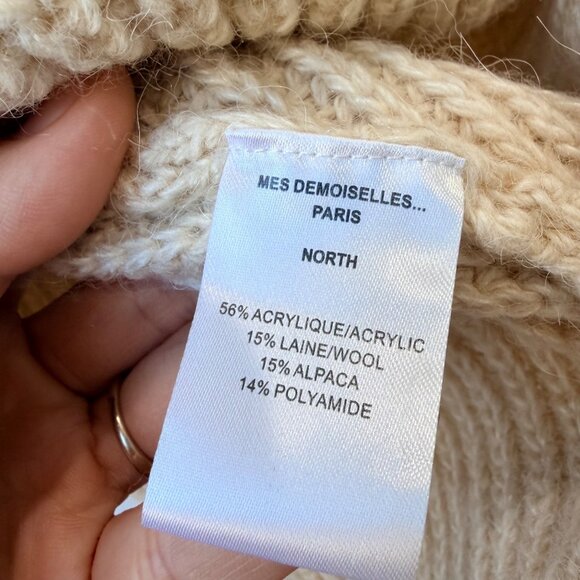 MES DEMOISELLES...
PARIS
NORTH
56% ACRYLIQUE/ACRYLIC
15% LAINE/WOOL
15% ALPACA
14% POLYAMIDE